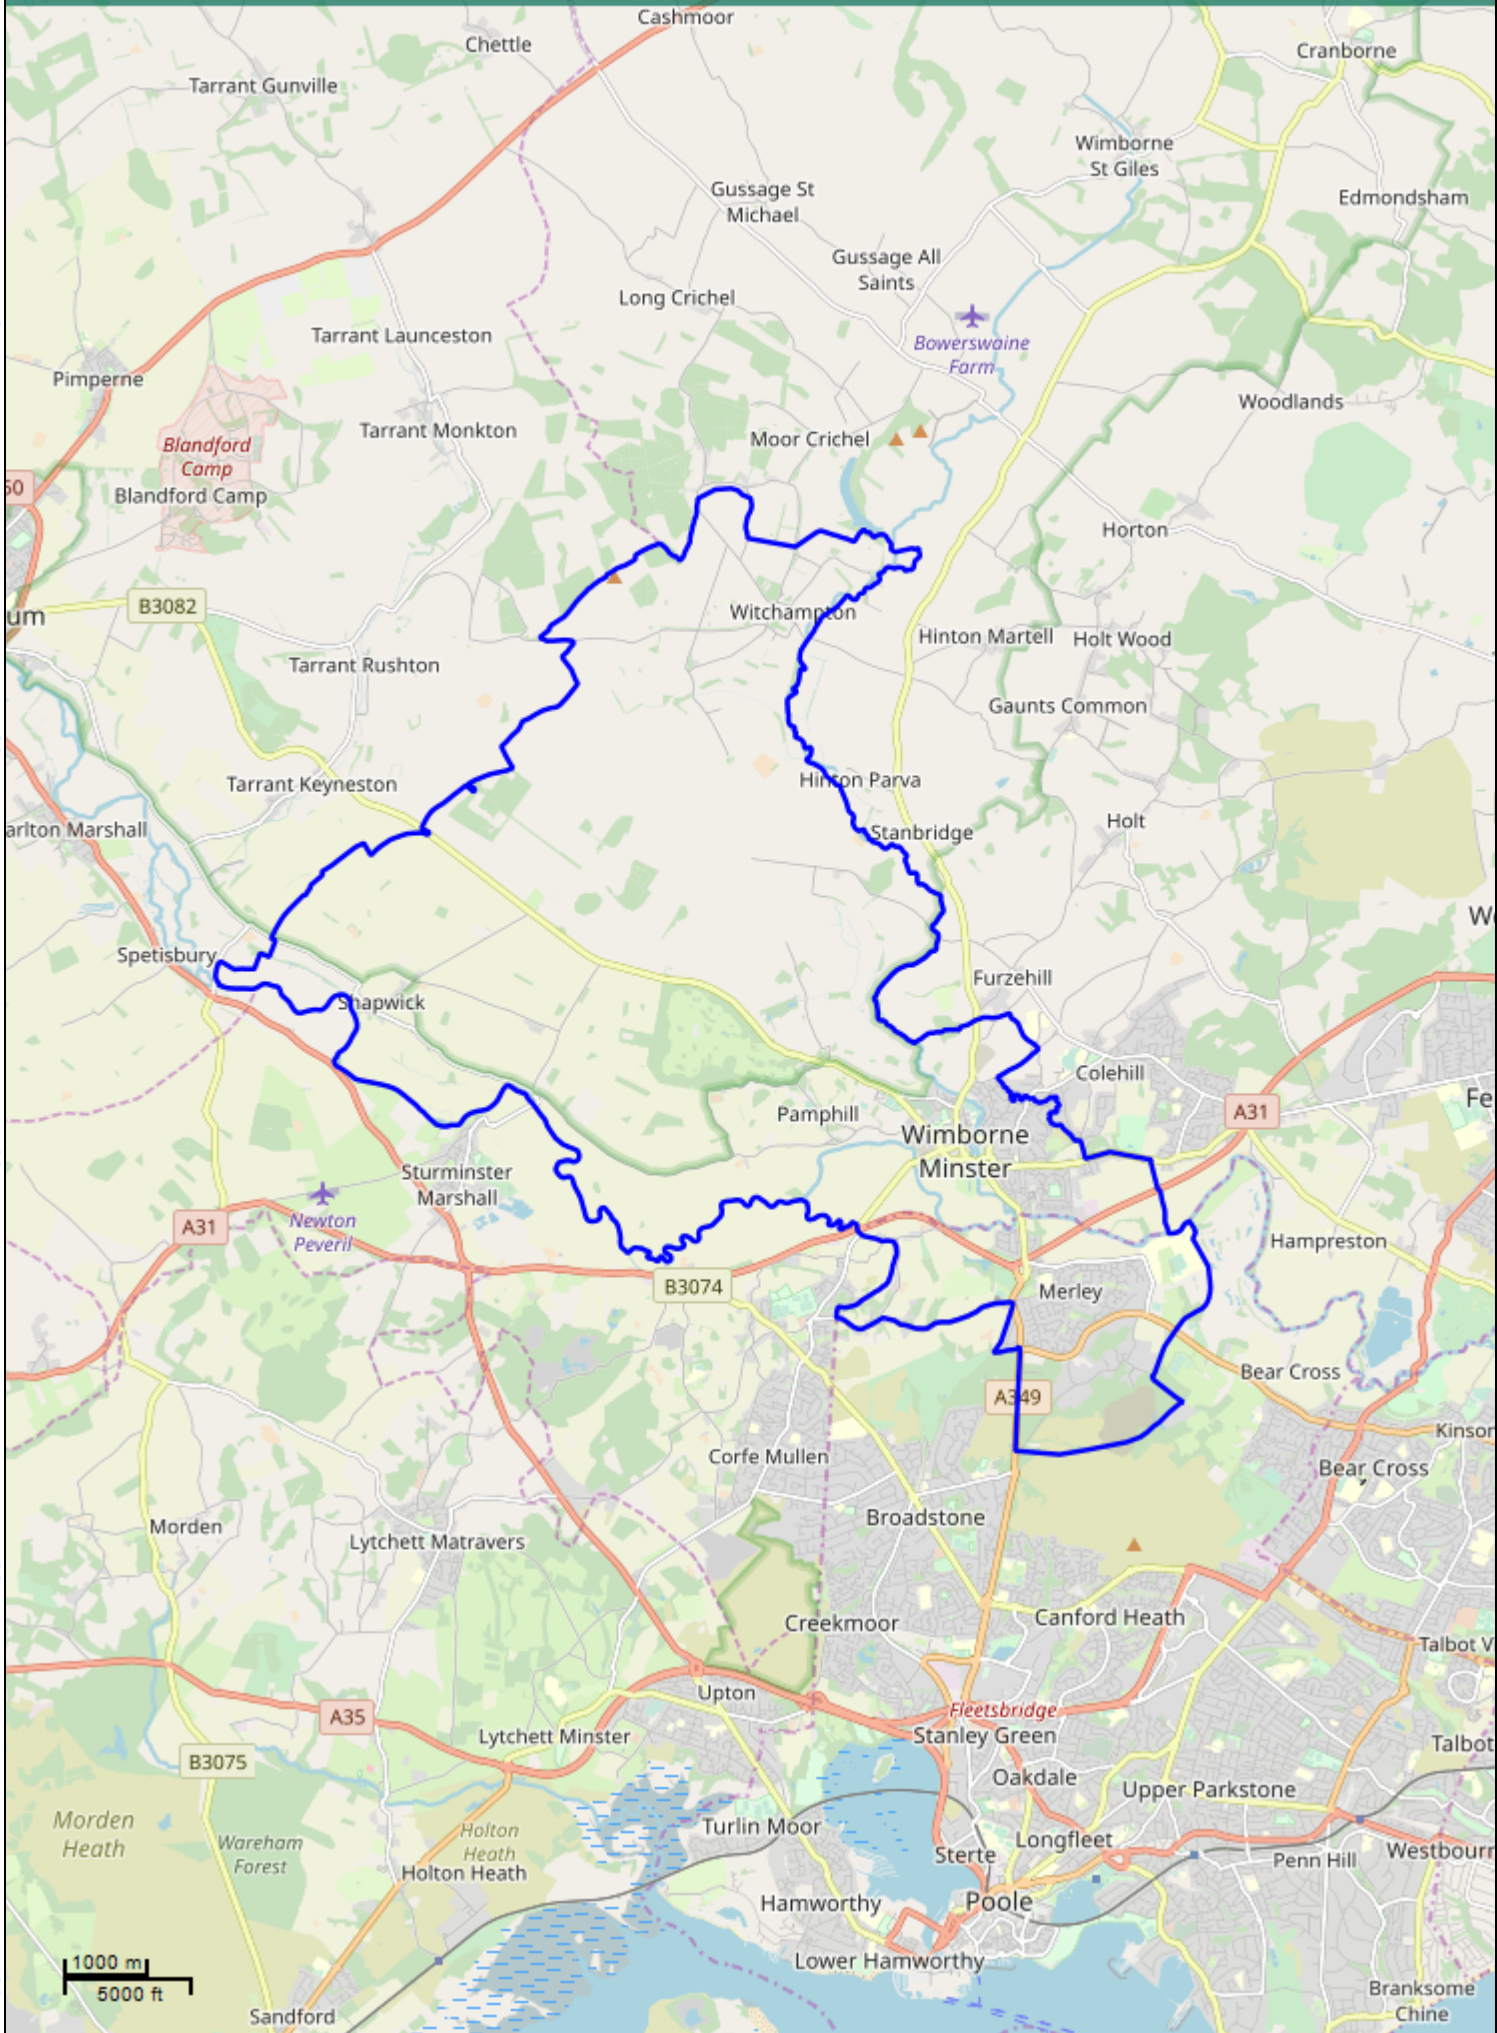 Cashmoor
Chettle
Cranborne
Tarrant Gunville
Wimborne
St Giles
Gussage St
Michael
Edmondsham
Gussage All
Saints
Long Crichel
Tarrant Launceston
Bowerswaine
Farm
Pimperne
Woodlands
Tarrant Monkton
Moor Crichel
Blandford
Camp
Blandford Camp
50
Horton
B3082
um
Witchampton
Hinton Martell
Holt Wood
Tarrant Rushton
Gaunts Common
Tarrant Keyneston
Hinton Parva
arlton Marshall
Stanbridge
Holt
Wo
Spetisbury
Furzehill
Shapwick
Colehill
Fe
A31
Pamphill
Wimborne
Minster
Sturminster
Marshall
Newton
Peveril
A31
Hampreston
B3074
Merley
Bear Cross
A349
Kinson
Corfe Mullen
Bear Cross
Broadstone
Morden
Lytchett Matravers
Creekmoor
Canford Heath
Talbot V
Upton
Fleetsbridge
A35
Lytchett Minster
Stanley Green
Talbot
B3075
Oakdale
Upper Parkstone
Morden
Heath
Wareham
Forest
Holton
Heath
Turlin Moor
Longfleet
Sterte
Penn Hill
Westbourn
Holton Heath
Hamworthy
Poole
Lower Hamworthy
1000 m
5000 ft
Branksome
Chine
Sandford